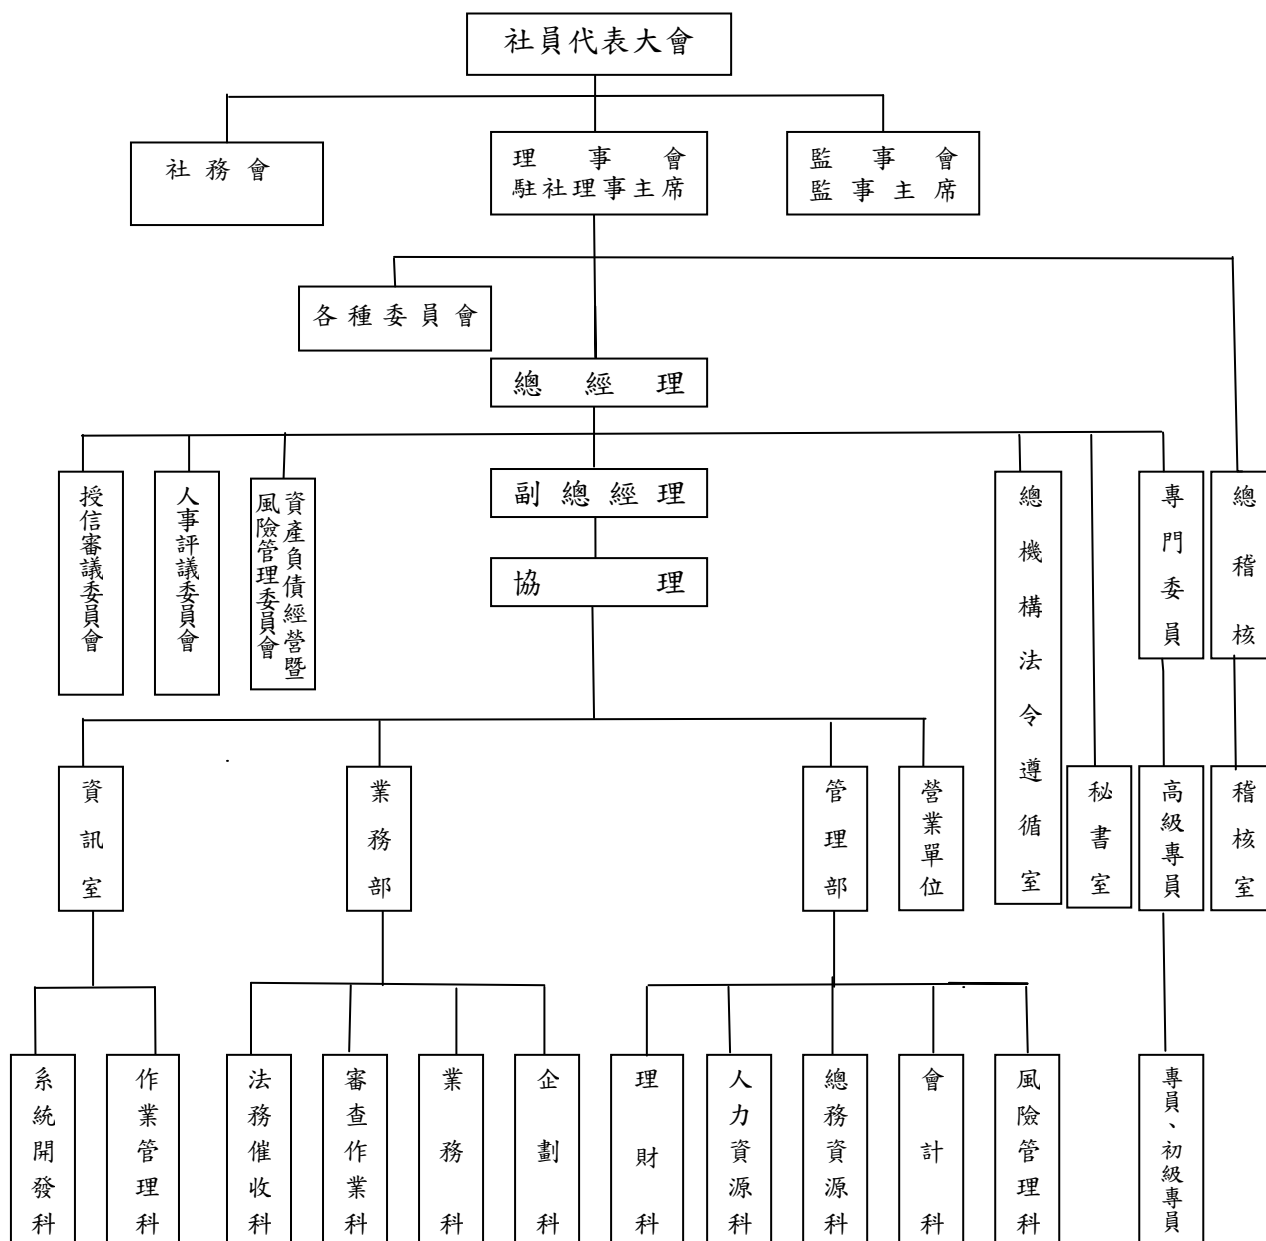 社員代表大會
社務會
理事會
駐社理事主席
監事會
監事主席
各種委員會
總經理
授信審議委員會
人事評議委員會
資產負債經營暨
風險管理委員會
副總經理
協理
總機構法令遵循室
秘書室
專門委員
總稽核
高級專員
稽核室
資訊室
業務部
管理部
營業單位
系統開發科
作業管理科
法務催收科
審查作業科
業務科
企劃科
理財科
人力資源科
總務資源科
會計科
風險管理科
專員、初級專員